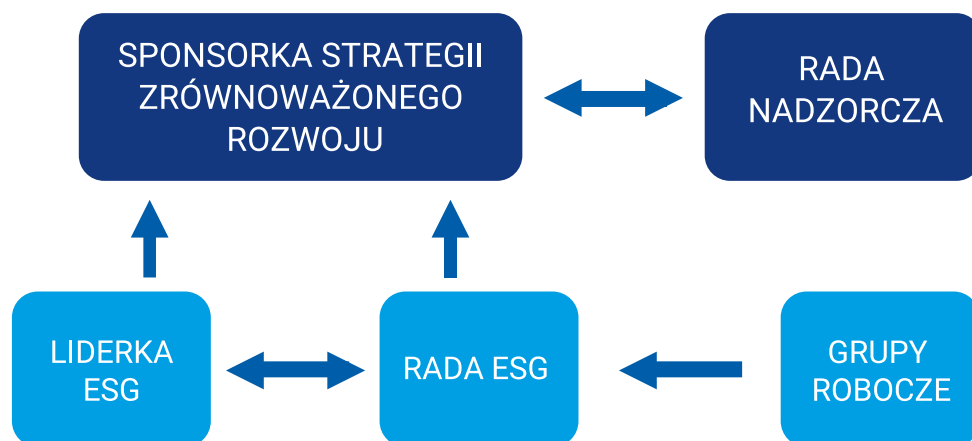 SPONSORKA STRATEGII
ZRÓWNOWAŻONEGO
ROZWOJU
RADA
NADZORCZA
LIDERKA
ESG
RADA ESG
GRUPY
ROBOCZE